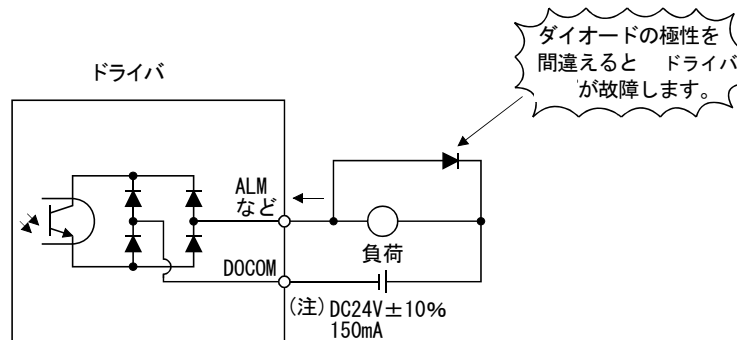 ダイオードの極性を
間違えると ドライバ
が故障します。
ドライバ
ALM
など
負荷
DOCOM
(注) DC24V±10%
150mA